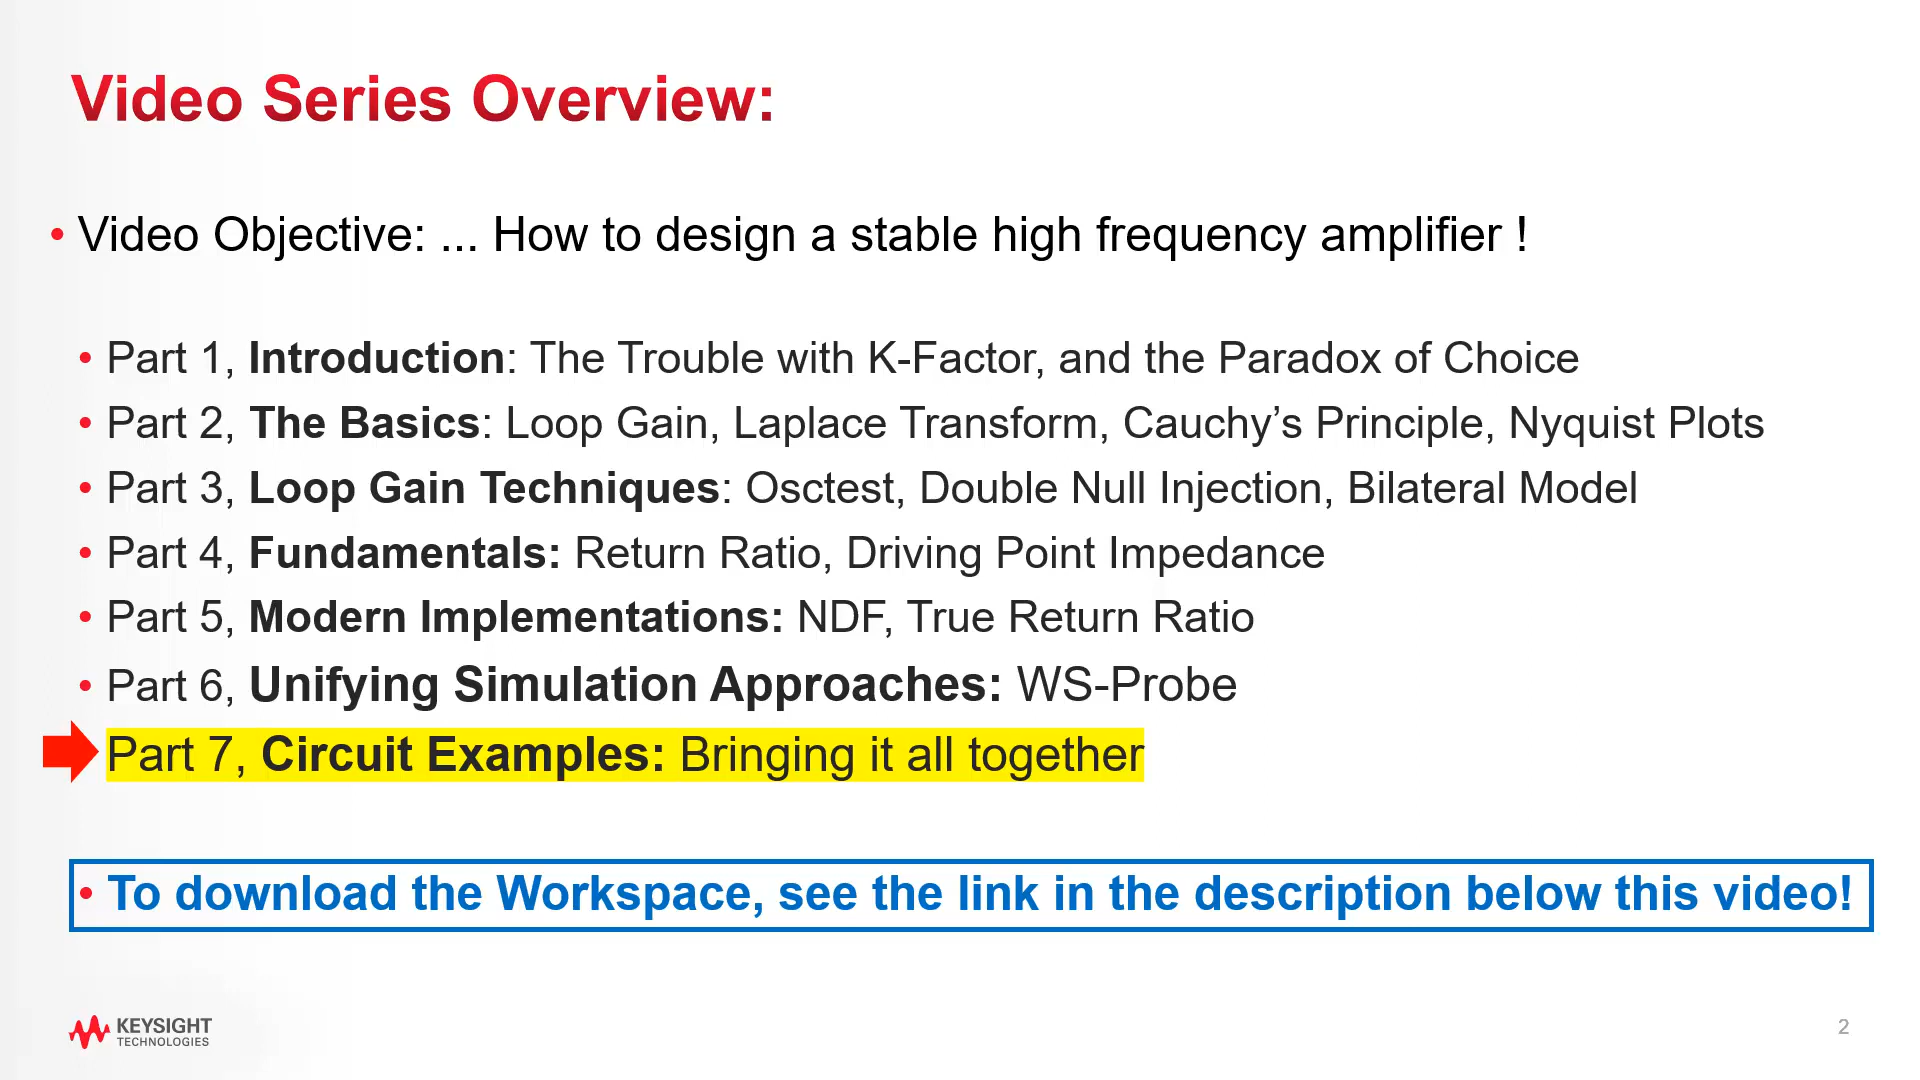 Video Series Overview:
• Video Objective: ... How to design a stable high frequency amplifier !
• Part 1, Introduction: The Trouble with K-Factor, and the Paradox of Choice
• Part 2, The Basics: Loop Gain, Laplace Transform, Cauchy’s Principle, Nyquist Plots
• Part 3, Loop Gain Techniques: Osctest, Double Null Injection, Bilateral Model
• Part 4, Fundamentals: Return Ratio, Driving Point Impedance
• Part 5, Modern Implementations: NDF, True Return Ratio
• Part 6, Unifying Simulation Approaches: WS-Probe
Part 7, Circuit Examples: Bringing it all together
• To download the Workspace, see the link in the description below this video!
KEYSIGHT
TECHNOLOGIES
2